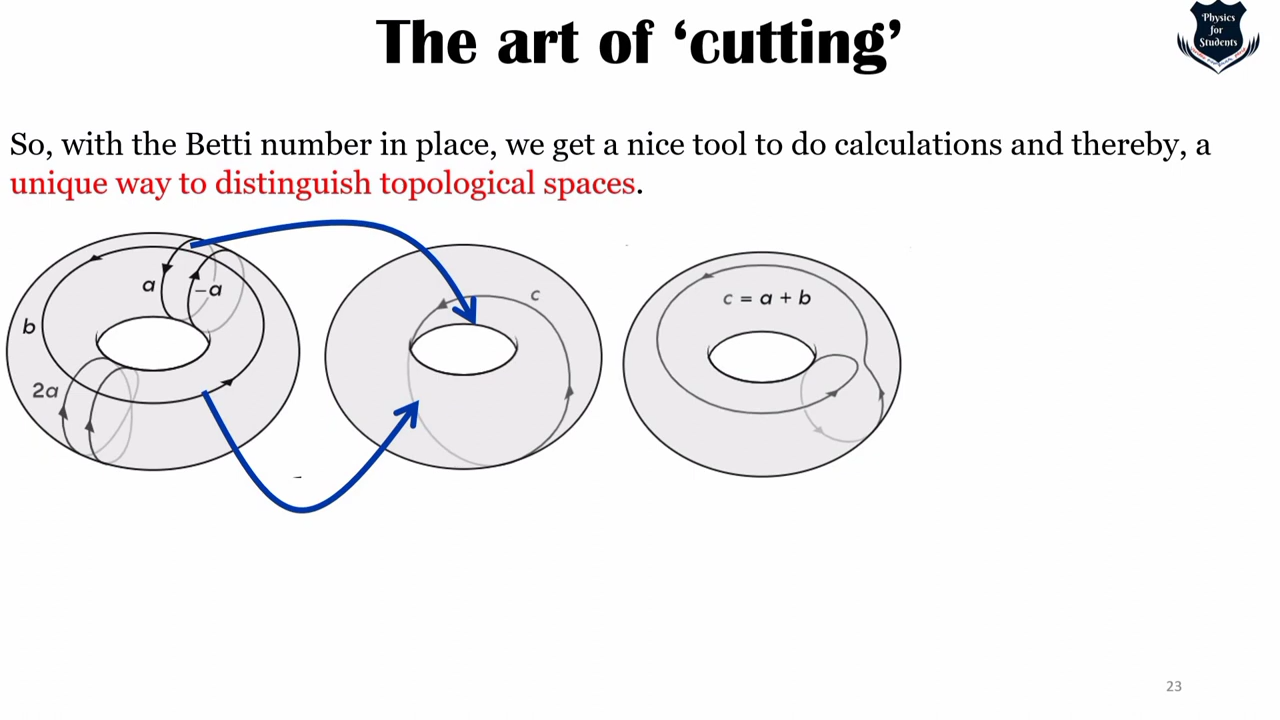 The art of ‘cutting’
Physics
for
Students
So, with the Betti number in place, we get a nice tool to do calculations and thereby, a
unique way to distinguish topological spaces.
a
−a
b
2a
c
c = a + b
23